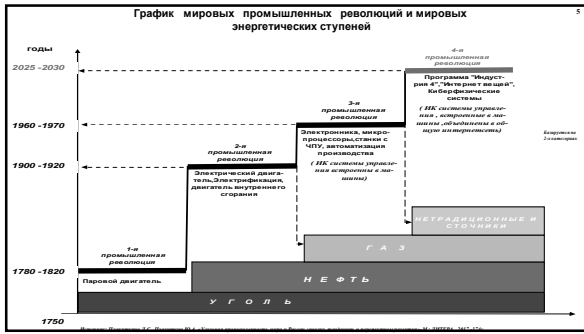 График мировых промышленных революций и мировых
энергетических ступеней
5
годы
2025 -2030
4-я
промышленная
революция
Программа "Индуст
рия 4","Интернет вещей",
Киберфизические
системы
( ИК системы управле-
ния , встроенные в ма-
шины ,объединены в об-
щую интернетсеть)
3-я
промышленная
революция
1960 -1970
Электроника, микро-
процессоры,станки с
ЧПУ, автоматизация
производства
( ИК системы управле-
ния встроенны в ма-
шины)
2-я
промышленная
революция
1900 -1920
Электрический двига-
тель,Электрификация,
двигатель внутреннего
сгорания
НЕТРАДИЦИОННЫЕ И
СТОЧНИКИ
1-я
промышленная
революция
ГАЗ
1780 -1820
Паровой двигатель
НЕФТЬ
УГОЛЬ
1750